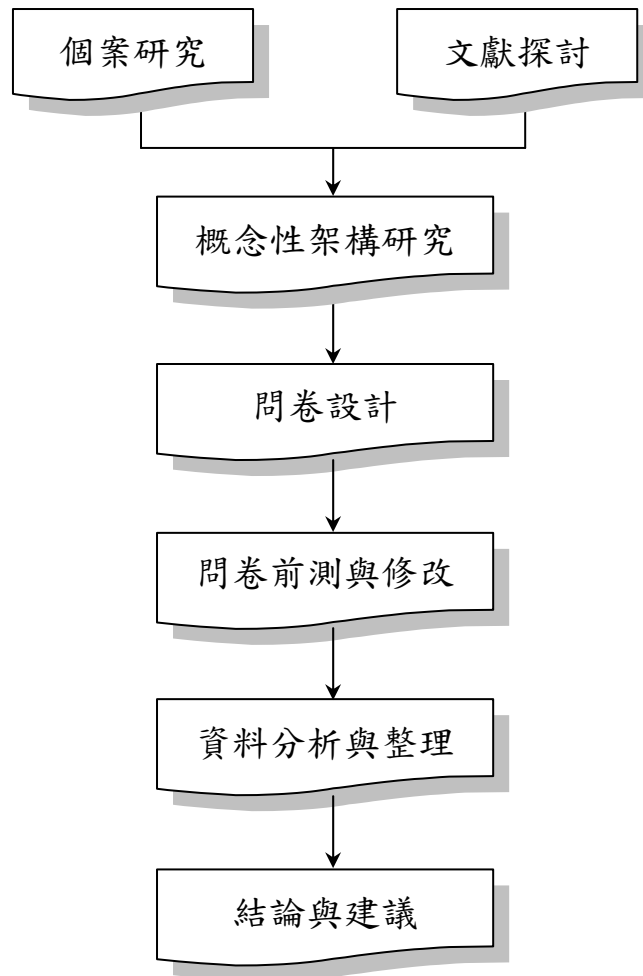 個案研究
文獻探討
概念性架構研究
問卷設計
問卷前測與修改
資料分析與整理
結論與建議